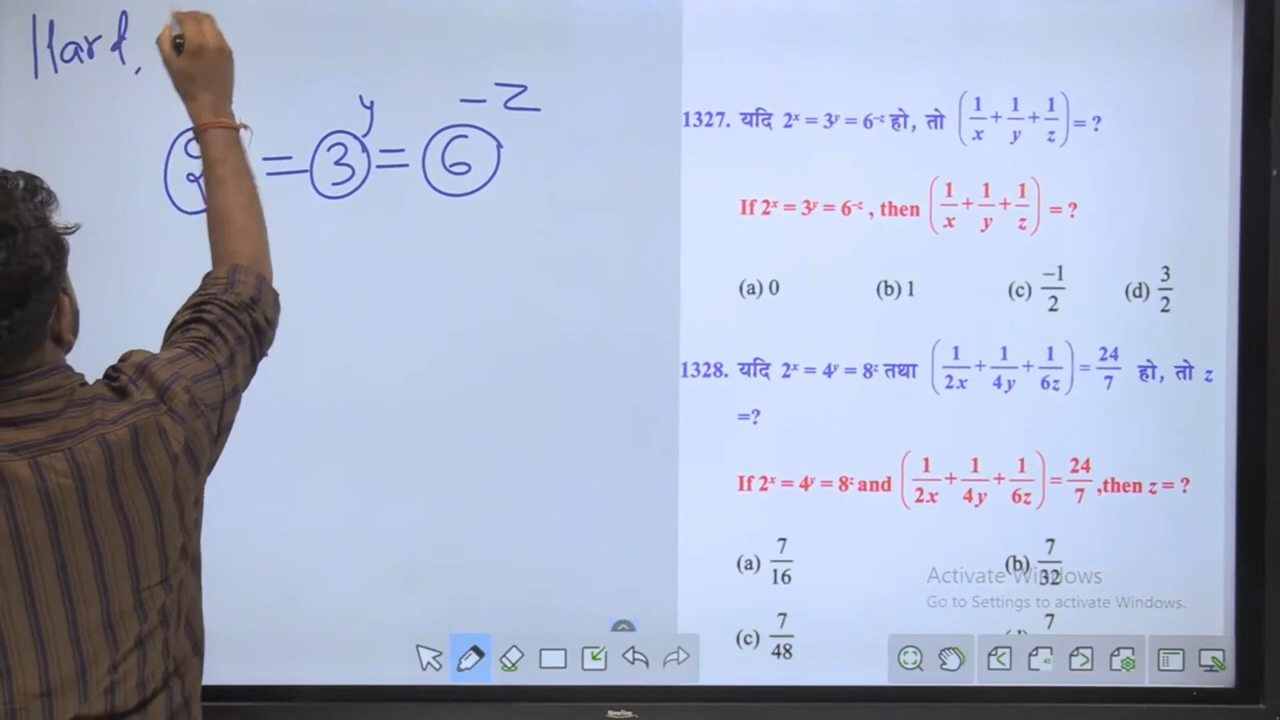 Hard,
= 3^y = 6^-z
1327. यदि 2ˣ = 3ʸ = 6⁻ᶻ हो, तो (1/x + 1/y + 1/z) = ?
If 2ˣ = 3ʸ = 6⁻ᶻ , then (1/x + 1/y + 1/z) = ?
(a) 0 (b) 1 (c) -1/2 (d) 3/2
1328. यदि 2ˣ = 4ʸ = 8ᶻ तथा (1/2x + 1/4y + 1/6z) = 24/7 हो, तो z
=?
If 2ˣ = 4ʸ = 8ᶻ and (1/2x + 1/4y + 1/6z) = 24/7 ,then z = ?
(a) 7/16 (b) 7/32
Activate Windows
Go to Settings to activate Windows.
(c) 7/48 7